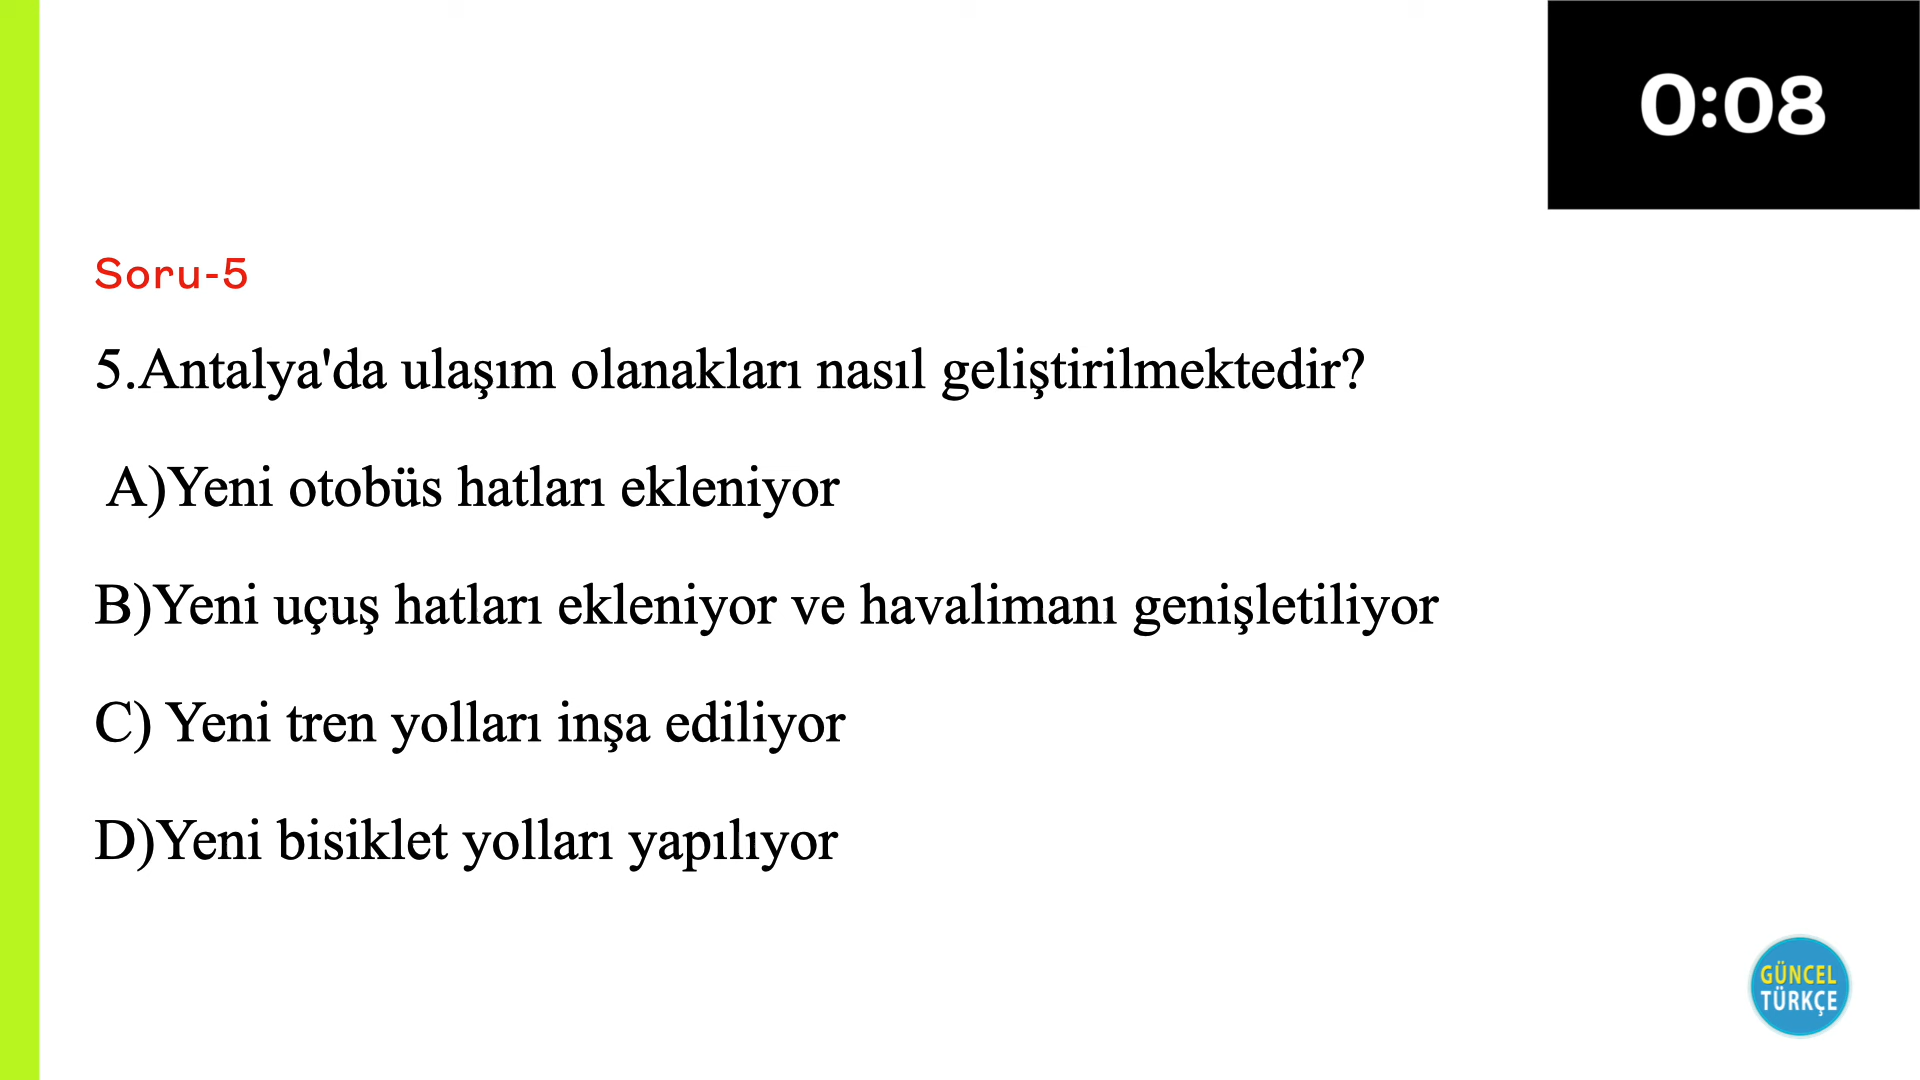 0:08
Soru-5
5.Antalya'da ulaşım olanakları nasıl geliştirilmektedir?
A)Yeni otobüs hatları ekleniyor
B)Yeni uçuş hatları ekleniyor ve havalimanı genişletiliyor
C) Yeni tren yolları inşa ediliyor
D)Yeni bisiklet yolları yapılıyor
GÜNCEL
TÜRKÇE